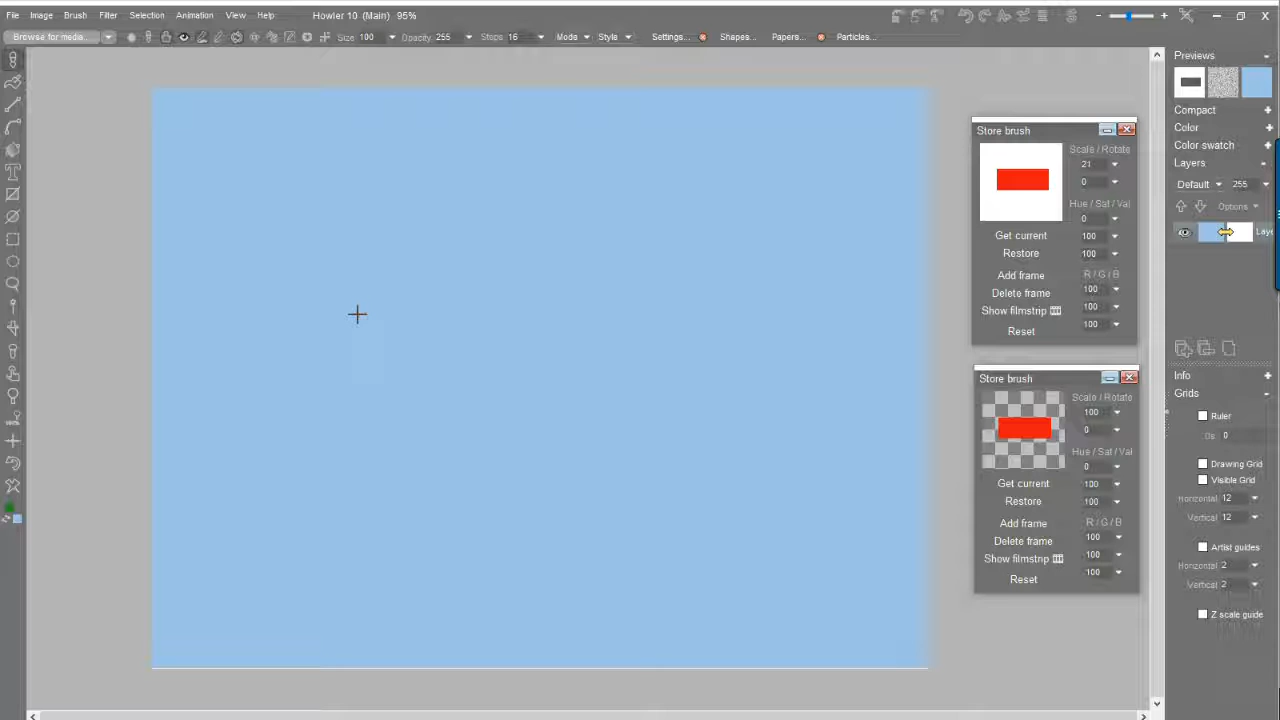 File Image Brush Filter Selection Animation View Help Howler 10 (Main) 95%
Browse for media... Size 100 Opacity 255 Steps 16 Mods Style Settings... Shapes... Papers... Particles...
Previews
Compact
Color
Color swatch
Layers
Default 255
Options
Laye
Info
Grids
Ruler
0s 0
Drawing Grid
Visible Grid
Horizontal 12
Vertical 12
Artist guides
Horizontal 2
Vertical 2
Z scale guide
Store brush
Scale / Rotate
21
0
Hue / Sat / Val
0
Get current 100
Restore 100
Add frame R / G / B
Delete frame 100
Show filmstrip 100
Reset 100
Store brush
Scale / Rotate
100
0
Hue / Sat / Val
0
Get current 100
Restore 100
Add frame R / G / B
Delete frame 100
Show filmstrip 100
Reset 100